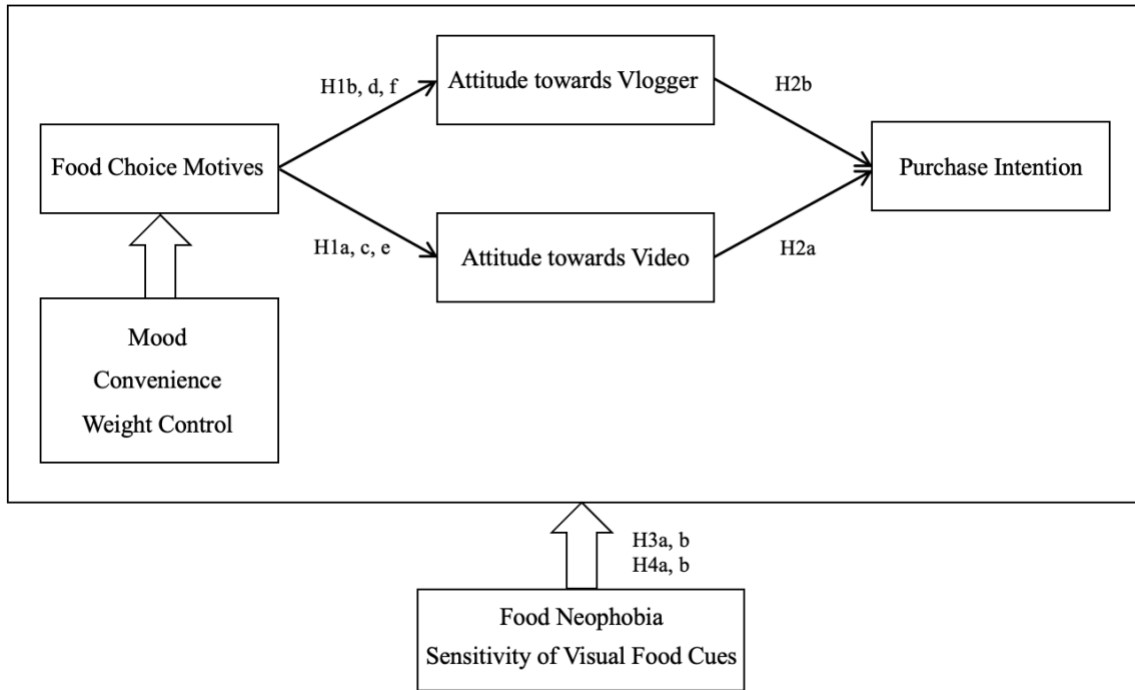 Attitude towards Vlogger
H1b, d, f
H2b
Food Choice Motives
Purchase Intention
H1a, c, e
Attitude towards Video
H2a
Mood
Convenience
Weight Control
H3a, b
H4a, b
Food Neophobia
Sensitivity of Visual Food Cues